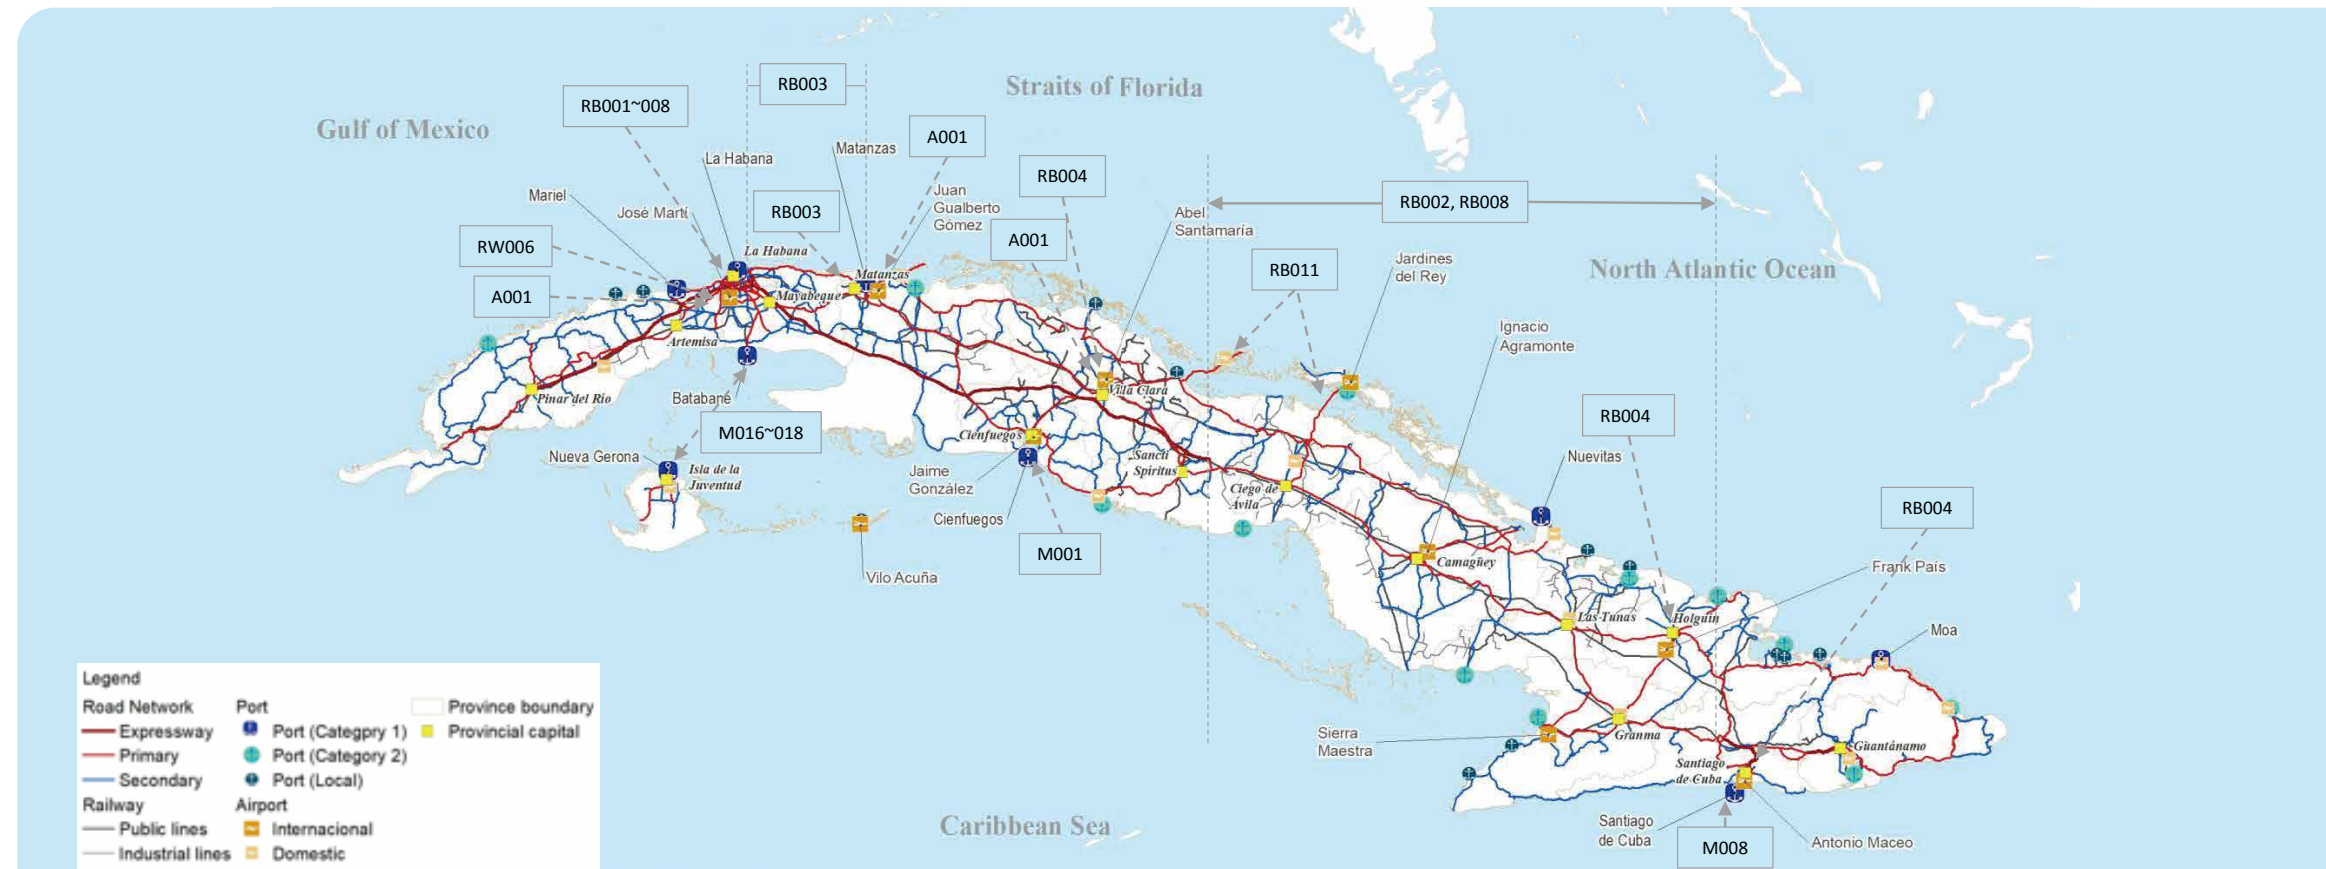 RB003
Straits of Florida
RB001~008
Gulf of Mexico
A001
La Habana
Matanzas
RB004
Mariel
José Martí
RB003
Juan
Gualberto
Gómez
Abel
Santamaría
RB002, RB008
RW006
La Habana
A001
RB011
Jardines
del Rey
North Atlantic Ocean
Matanzas
A001
Mayabeque
Ignacio
Agramonte
Artemisa
Pinar del Río
Batabané
Villa Clara
RB004
M016~018
Cienfuegos
Nueva Gerona
Isla de la
Juventud
Jaime
González
Sancti
Spíritus
Ciego de
Ávila
Nuevitas
Cienfuegos
RB004
M001
Vilo Acuña
Camagüey
Frank País
Las Tunas
Holguín
Moa
Sierra
Maestra
Granma
Guantánamo
Santiago
de Cuba
Santiago
de Cuba
Antonio Maceo
M008
Caribbean Sea
Legend
Road Network
Expressway
Primary
Secondary
Railway
Public lines
Industrial lines
Port
Port (Categpry 1)
Port (Category 2)
Port (Local)
Airport
Internacional
Domestic
Province boundary
Provincial capital